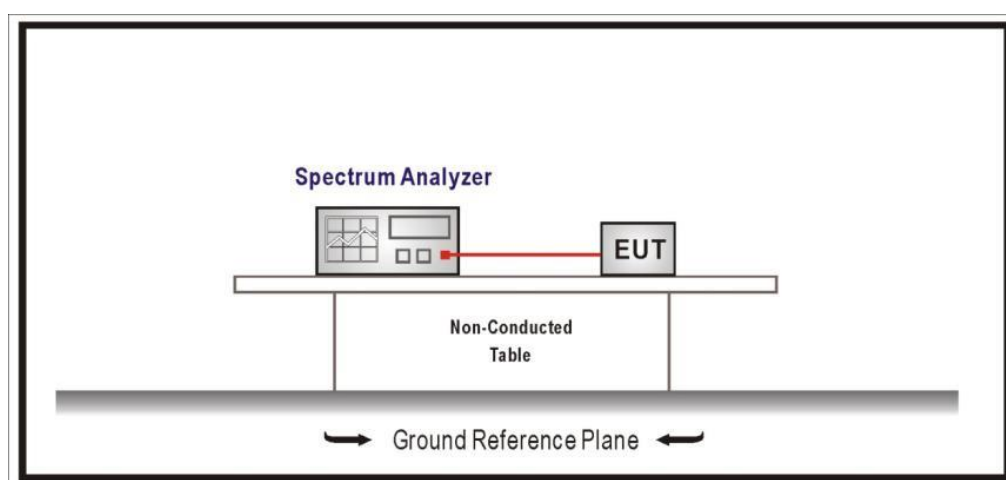 Spectrum Analyzer
EUT
Non-Conducted
Table
Ground Reference Plane